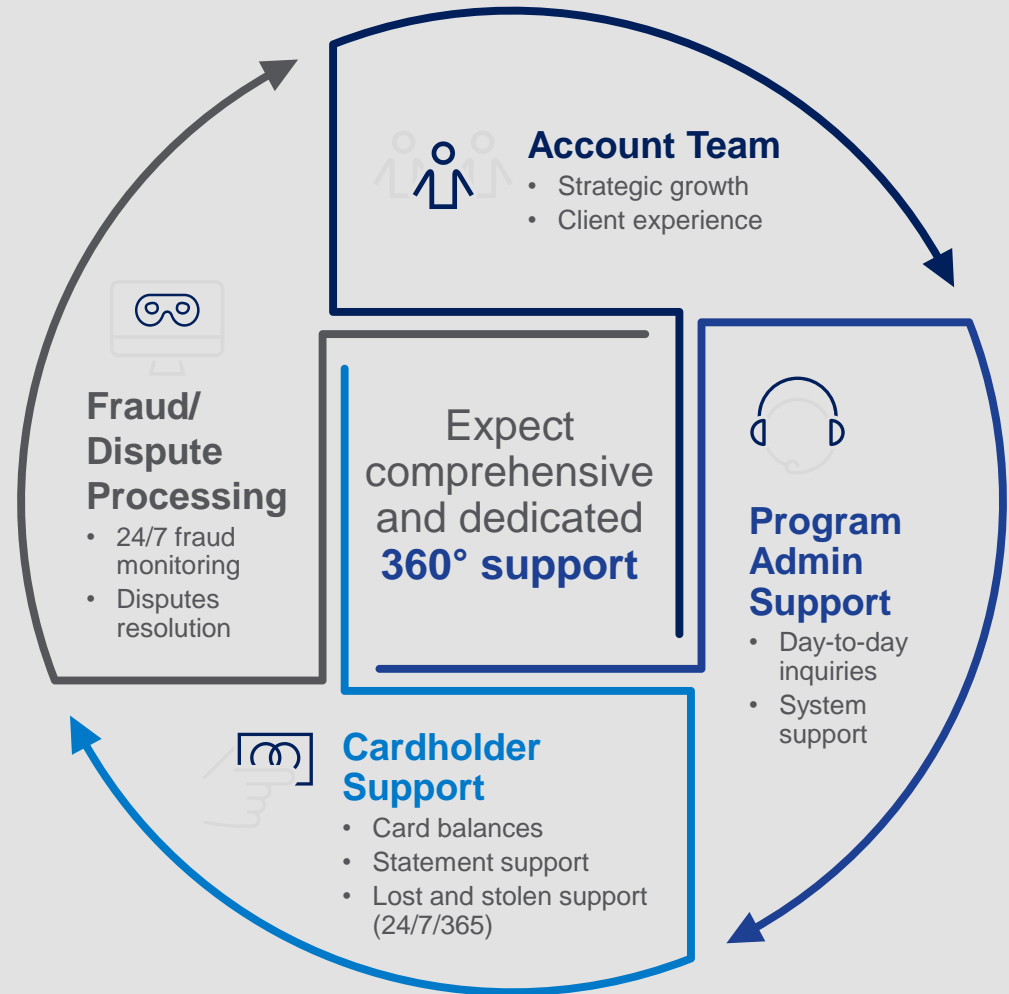 Account Team
• Strategic growth
• Client experience
Fraud/
Dispute
Processing
• 24/7 fraud
monitoring
• Disputes
resolution
Expect
comprehensive
and dedicated
360° support
Program
Admin
Support
• Day-to-day
inquiries
• System
support
Cardholder
Support
• Card balances
• Statement support
• Lost and stolen support
(24/7/365)